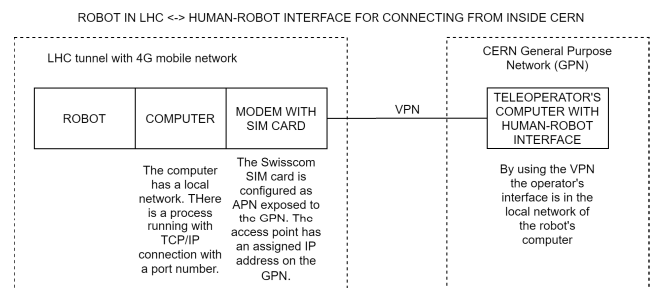 ROBOT IN LHC <-> HUMAN-ROBOT INTERFACE FOR CONNECTING FROM INSIDE CERN
LHC tunnel with 4G mobile network
CERN General Purpose
Network (GPN)
ROBOT
COMPUTER
MODEM WITH
SIM CARD
VPN
TELEOPERATOR'S
COMPUTER WITH
HUMAN-ROBOT
INTERFACE
The computer
has a local
network. THere
is a process
running with
TCP/IP
connection with
a port number.
The Swisscom
SIM card is
configured as
APN exposed to
the GPN. The
access point has
an assigned IP
address on the
GPN.
By using the VPN
the operator's
interface is in the
local network of
the robot's
computer